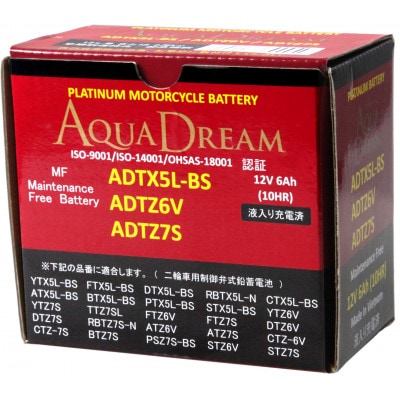 PLATINUM MOTORCYCLE BATTERY
AQUADREAM
ISO-9001/ISO-14001/OHSAS-18001 認証
MF
Maintenance
Free Battery
ADTX5L-BS
ADTZ6V
ADTZ7S
12V 6Ah
(10HR)
液入り充電済
※下記の品番に適合します。(二輪車用制御弁式鉛蓄電池)
YTX5L-BS FTX5L-BS DTX5L-BS RBTX5L-N CTX5L-BS
ATX5L-BS BTX5L-BS PTX5L-BS STX5L-BS YTZ6V
YTZ7S TTZ7SL FTZ6V FTZ7S DTZ6V
DTZ7S RBTZ7S-N ATZ6V ATZ7S CTZ-6V
CTZ-7S BTZ7S PSZ7S-BS STZ6V STZ7S
AQUADREAM
ADTX5L-BS
ADTZ6V
ADTZ7S
Maintenance Free
12V 6Ah (10HR)
Made in Vietnam